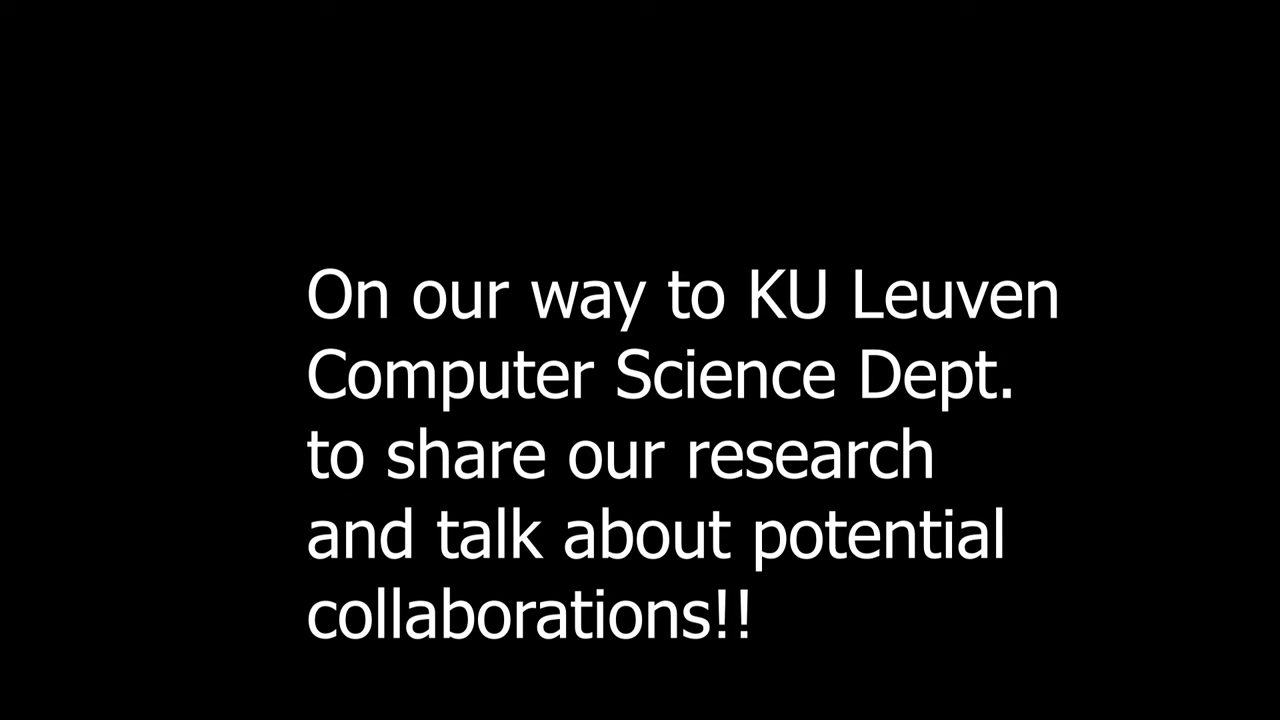 On our way to KU Leuven
Computer Science Dept.
to share our research
and talk about potential
collaborations!!